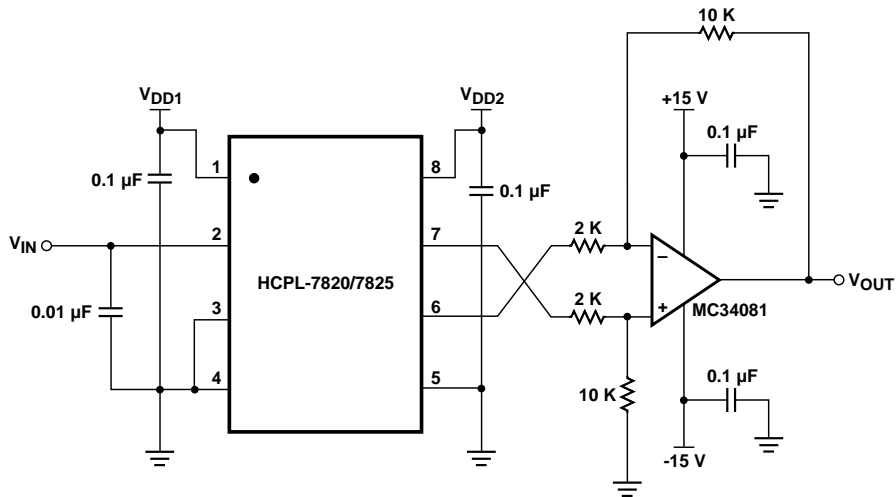 10 K
VDD1
VDD2
+15 V
0.1 µF
1
8
0.1 µF
0.1 µF
2 K
VIN
2
7
–
HCPL-7820/7825
VOUT
0.01 µF
3
6
2 K
+
MC34081
4
5
10 K
0.1 µF
-15 V